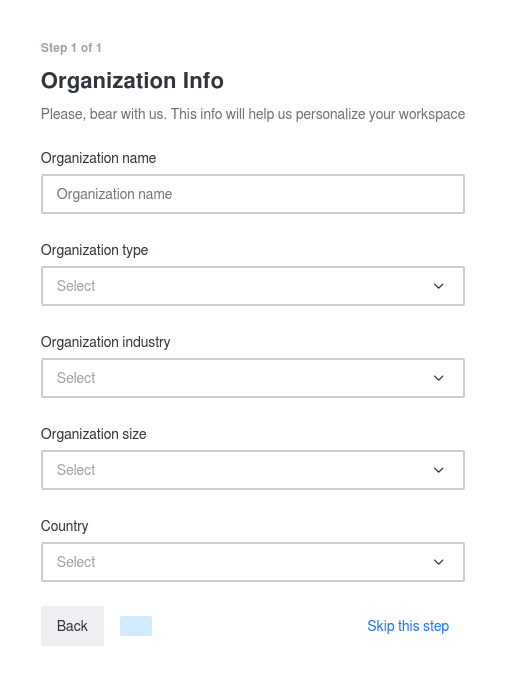 Step 1 of 1
Organization Info
Please, bear with us. This info will help us personalize your workspace
Organization name
Organization name
Organization type
Select
Organization industry
Select
Organization size
Select
Country
Select
Back Skip this step